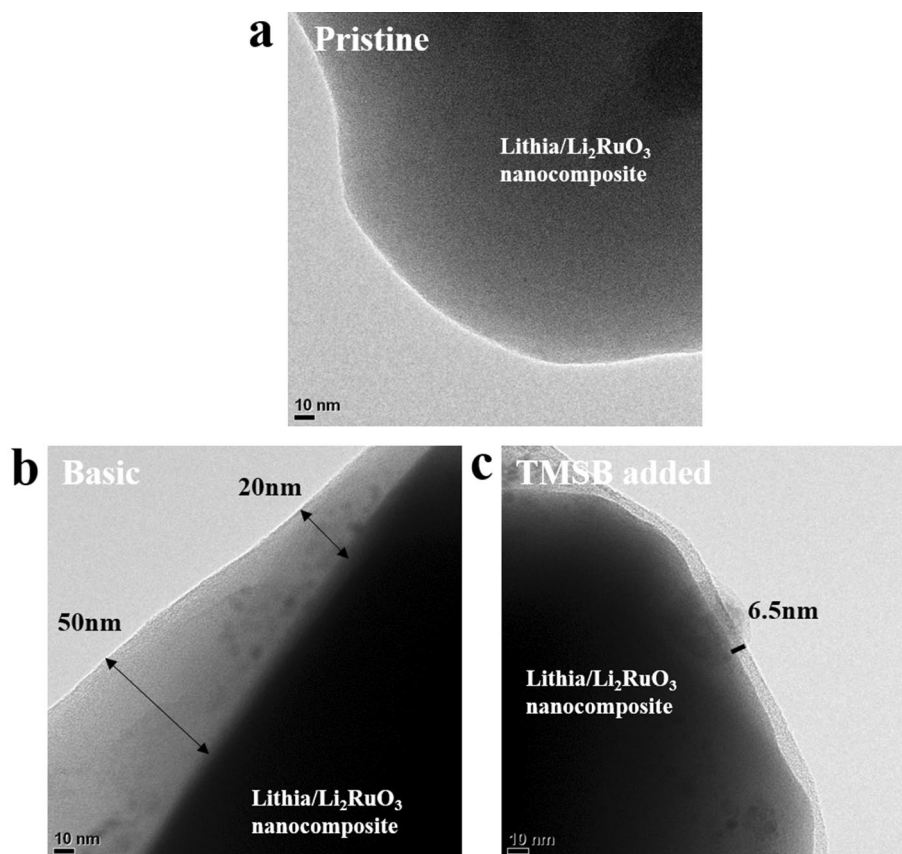 a
Pristine
Lithia/Li₂RuO₃
nanocomposite
10 nm
b
Basic
20nm
50nm
Lithia/Li₂RuO₃
nanocomposite
10 nm
c
TMSB added
6.5nm
Lithia/Li₂RuO₃
nanocomposite
10 nm